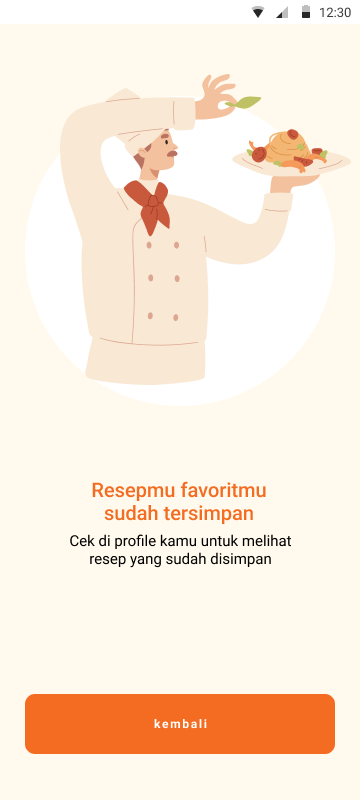 12:30
Resepmu favoritmu
sudah tersimpan
Cek di profile kamu untuk melihat
resep yang sudah disimpan
kembali